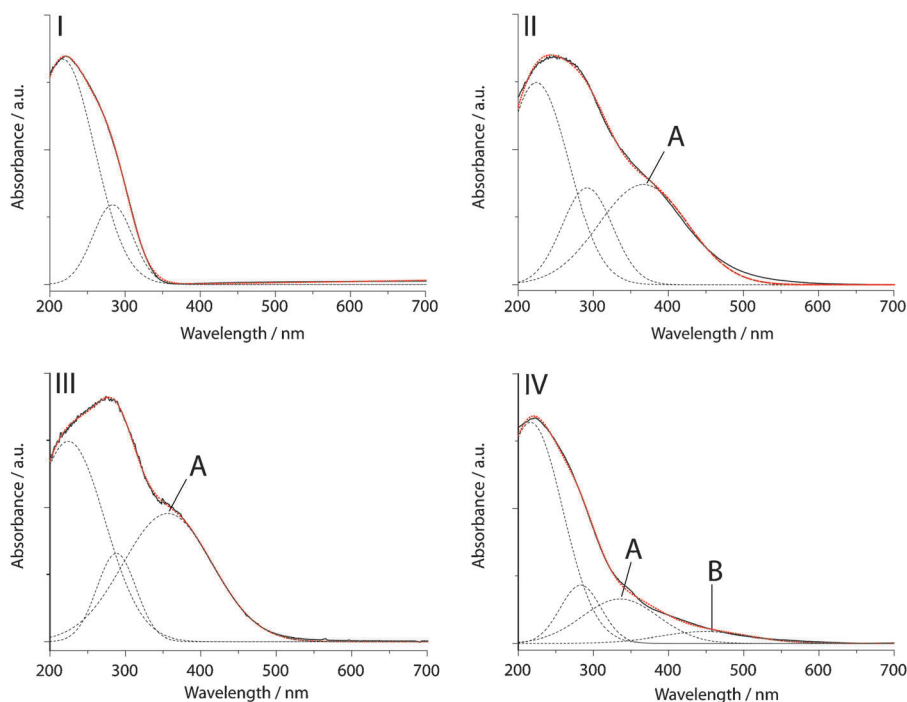 I
Absorbance / a.u.
200 300 400 500 600 700
Wavelength / nm
II
A
Absorbance / a.u.
200 300 400 500 600 700
Wavelength / nm
III
A
Absorbance / a.u.
200 300 400 500 600 700
Wavelength / nm
IV
A
B
Absorbance / a.u.
200 300 400 500 600 700
Wavelength / nm